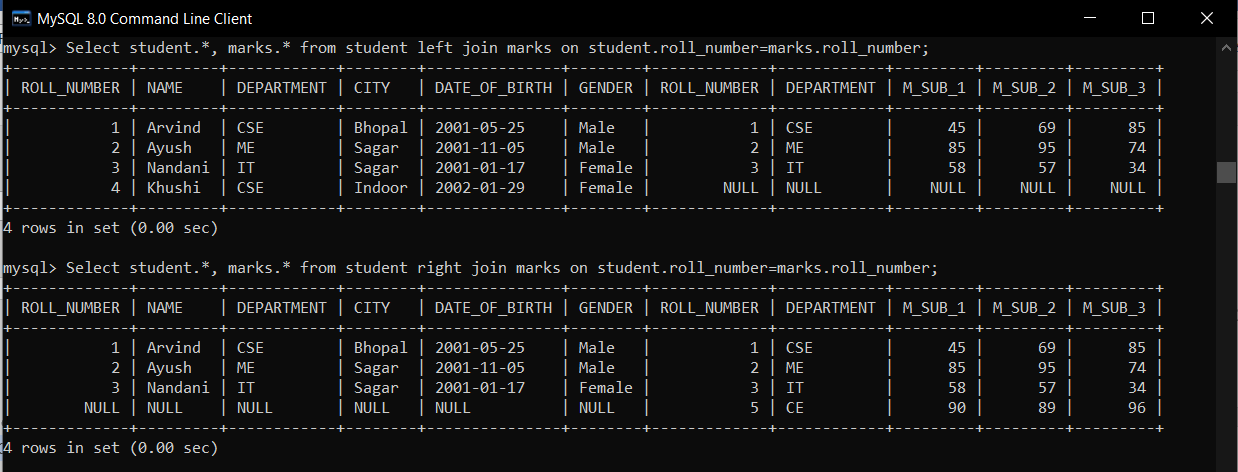 MySQL 8.0 Command Line Client
mysql> Select student.*, marks.* from student left join marks on student.roll_number=marks.roll_number;
+-------------+---------+------------+--------+---------------+--------+-------------+------------+---------+---------+---------+
| ROLL_NUMBER | NAME    | DEPARTMENT | CITY   | DATE_OF_BIRTH | GENDER | ROLL_NUMBER | DEPARTMENT | M_SUB_1 | M_SUB_2 | M_SUB_3 |
+-------------+---------+------------+--------+---------------+--------+-------------+------------+---------+---------+---------+
|           1 | Arvind  | CSE        | Bhopal | 2001-05-25    | Male   |           1 | CSE        |      45 |      69 |      85 |
|           2 | Ayush   | ME         | Sagar  | 2001-11-05    | Male   |           2 | ME         |      85 |      95 |      74 |
|           3 | Nandani | IT         | Sagar  | 2001-01-17    | Female |           3 | IT         |      58 |      57 |      34 |
|           4 | Khushi  | CSE        | Indoor | 2002-01-29    | Female |        NULL | NULL       |    NULL |    NULL |    NULL |
+-------------+---------+------------+--------+---------------+--------+-------------+------------+---------+---------+---------+
4 rows in set (0.00 sec)
mysql> Select student.*, marks.* from student right join marks on student.roll_number=marks.roll_number;
+-------------+---------+------------+--------+---------------+--------+-------------+------------+---------+---------+---------+
| ROLL_NUMBER | NAME    | DEPARTMENT | CITY   | DATE_OF_BIRTH | GENDER | ROLL_NUMBER | DEPARTMENT | M_SUB_1 | M_SUB_2 | M_SUB_3 |
+-------------+---------+------------+--------+---------------+--------+-------------+------------+---------+---------+---------+
|           1 | Arvind  | CSE        | Bhopal | 2001-05-25    | Male   |           1 | CSE        |      45 |      69 |      85 |
|           2 | Ayush   | ME         | Sagar  | 2001-11-05    | Male   |           2 | ME         |      85 |      95 |      74 |
|           3 | Nandani | IT         | Sagar  | 2001-01-17    | Female |           3 | IT         |      58 |      57 |      34 |
|        NULL | NULL    | NULL       | NULL   | NULL          | NULL   |           5 | CE         |      90 |      89 |      96 |
+-------------+---------+------------+--------+---------------+--------+-------------+------------+---------+---------+---------+
4 rows in set (0.00 sec)